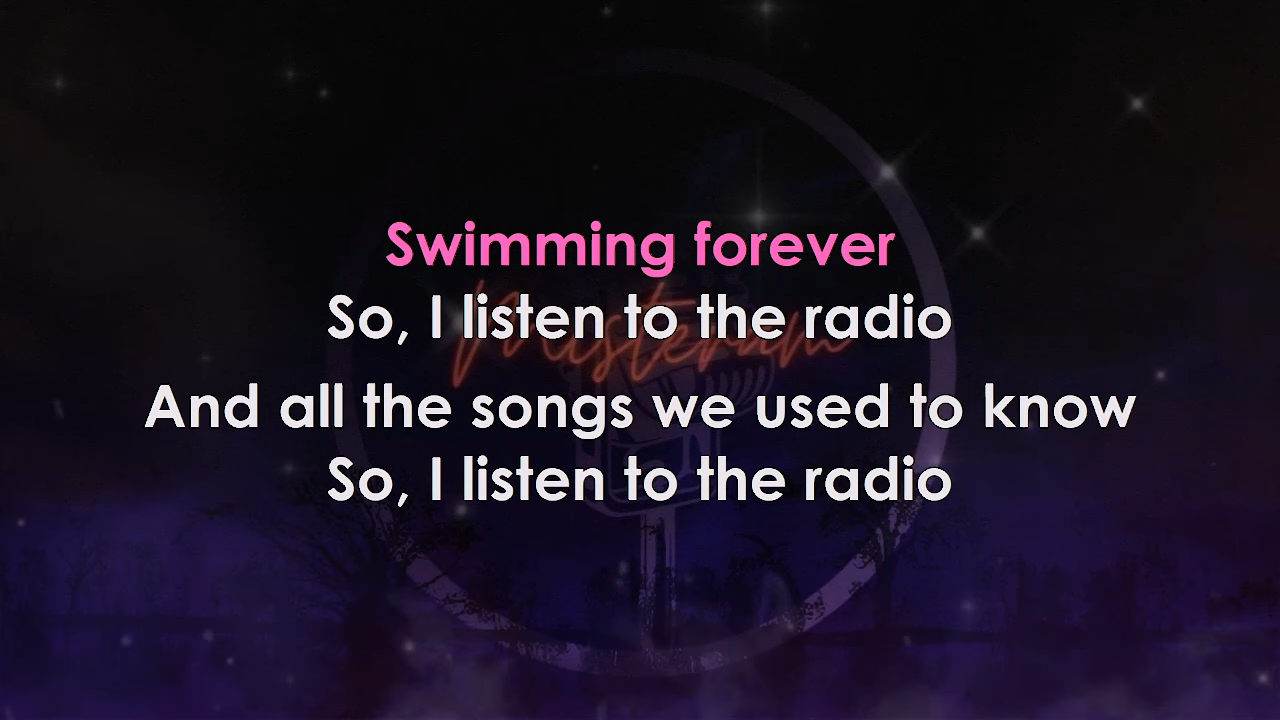 Swimming forever
So, I listen to the radio
And all the songs we used to know
So, I listen to the radio